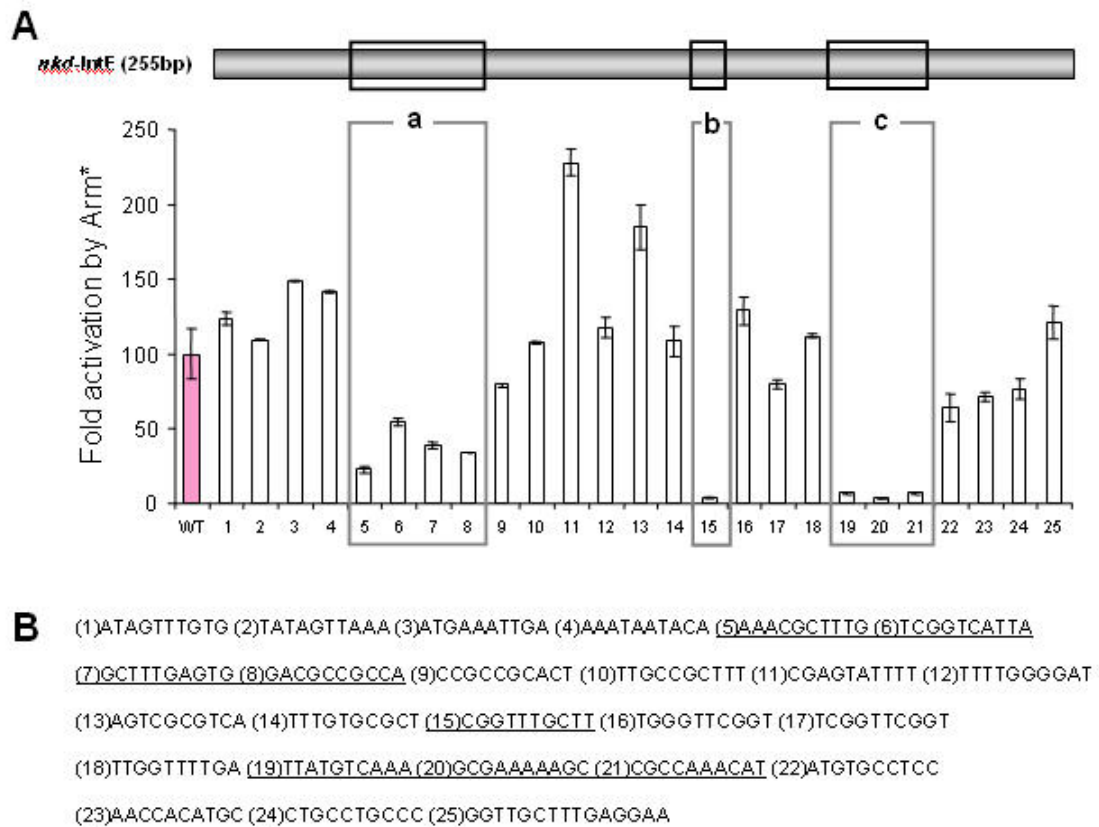 A
nkd-IntE (255bp)
a b c
Fold activation by Arm*
250
200
150
100
50
0
WT 1 2 3 4 5 6 7 8 9 10 11 12 13 14 15 16 17 18 19 20 21 22 23 24 25
B
(1)ATAGTTTGTG (2)TATAGTTAAA (3)ATGAAATTGA (4)AAATAATACA (5)AAACGCTTTG (6)TCGGTCATTA
(7)GCTTTGAGTG (8)GACGCCGCCA (9)CCGCCGCACT (10)TTGCCGCTTT (11)CGAGTATTTT (12)TTTTGGGGAT
(13)AGTCGCGTCA (14)TTTGTGCGCT (15)CGGTTTGCTT (16)TGGGTTCGGT (17)TCGGTTCGGT
(18)TTGGTTTTGA (19)TTATGTCAAA (20)GCGAAAAAGC (21)CGCCAAACAT (22)ATGTGCCTCC
(23)AACCACATGC (24)CTGCCTGCCC (25)GGTTGCTTTGAGGAA